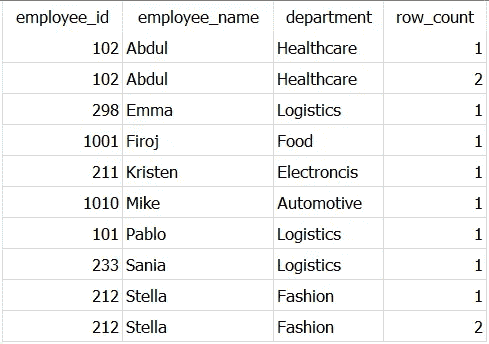 employee_id employee_name department row_count
102 Abdul Healthcare 1
102 Abdul Healthcare 2
298 Emma Logistics 1
1001 Firoj Food 1
211 Kristen Electroncis 1
1010 Mike Automotive 1
101 Pablo Logistics 1
233 Sania Logistics 1
212 Stella Fashion 1
212 Stella Fashion 2